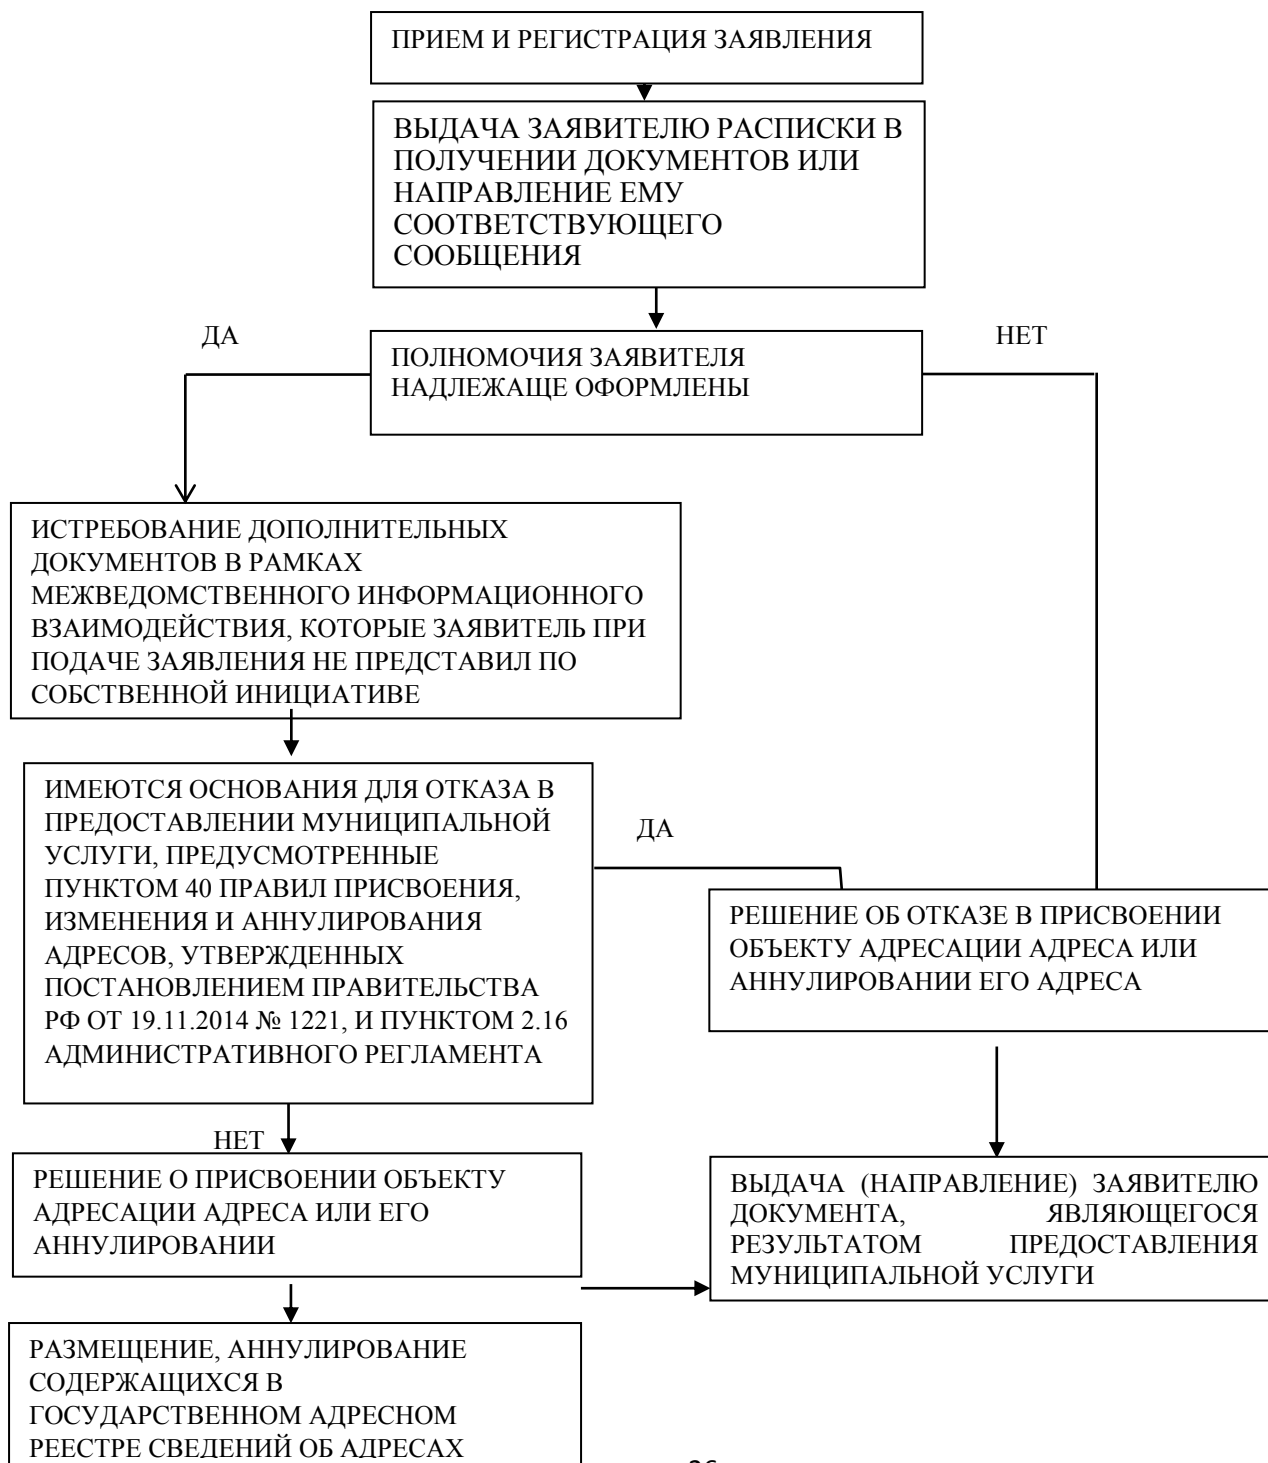 ПРИЕМ И РЕГИСТРАЦИЯ ЗАЯВЛЕНИЯ
ВЫДАЧА ЗАЯВИТЕЛЮ РАСПИСКИ В
ПОЛУЧЕНИИ ДОКУМЕНТОВ ИЛИ
НАПРАВЛЕНИЕ ЕМУ
СООТВЕТСТВУЮЩЕГО
СООБЩЕНИЯ
ДА
НЕТ
ПОЛНОМОЧИЯ ЗАЯВИТЕЛЯ
НАДЛЕЖАЩЕ ОФОРМЛЕНЫ
ИСТРЕБОВАНИЕ ДОПОЛНИТЕЛЬНЫХ
ДОКУМЕНТОВ В РАМКАХ
МЕЖВЕДОМСТВЕННОГО ИНФОРМАЦИОННОГО
ВЗАИМОДЕЙСТВИЯ, КОТОРЫЕ ЗАЯВИТЕЛЬ ПРИ
ПОДАЧЕ ЗАЯВЛЕНИЯ НЕ ПРЕДСТАВИЛ ПО
СОБСТВЕННОЙ ИНИЦИАТИВЕ
ИМЕЮТСЯ ОСНОВАНИЯ ДЛЯ ОТКАЗА В
ПРЕДОСТАВЛЕНИИ МУНИЦИПАЛЬНОЙ
УСЛУГИ, ПРЕДУСМОТРЕННЫЕ
ПУНКТОМ 40 ПРАВИЛ ПРИСВОЕНИЯ,
ИЗМЕНЕНИЯ И АННУЛИРОВАНИЯ
АДРЕСОВ, УТВЕРЖДЕННЫХ
ПОСТАНОВЛЕНИЕМ ПРАВИТЕЛЬСТВА
РФ ОТ 19.11.2014 № 1221, И ПУНКТОМ 2.16
АДМИНИСТРАТИВНОГО РЕГЛАМЕНТА
ДА
РЕШЕНИЕ ОБ ОТКАЗЕ В ПРИСВОЕНИИ
ОБЪЕКТУ АДРЕСАЦИИ АДРЕСА ИЛИ
АННУЛИРОВАНИИ ЕГО АДРЕСА
НЕТ
РЕШЕНИЕ О ПРИСВОЕНИИ ОБЪЕКТУ
АДРЕСАЦИИ АДРЕСА ИЛИ ЕГО
АННУЛИРОВАНИИ
ВЫДАЧА (НАПРАВЛЕНИЕ) ЗАЯВИТЕЛЮ
ДОКУМЕНТА, ЯВЛЯЮЩЕГОСЯ
РЕЗУЛЬТАТОМ ПРЕДОСТАВЛЕНИЯ
МУНИЦИПАЛЬНОЙ УСЛУГИ
РАЗМЕЩЕНИЕ, АННУЛИРОВАНИЕ
СОДЕРЖАЩИХСЯ В
ГОСУДАРСТВЕННОМ АДРЕСНОМ
РЕЕСТРЕ СВЕДЕНИЙ ОБ АДРЕСАХ